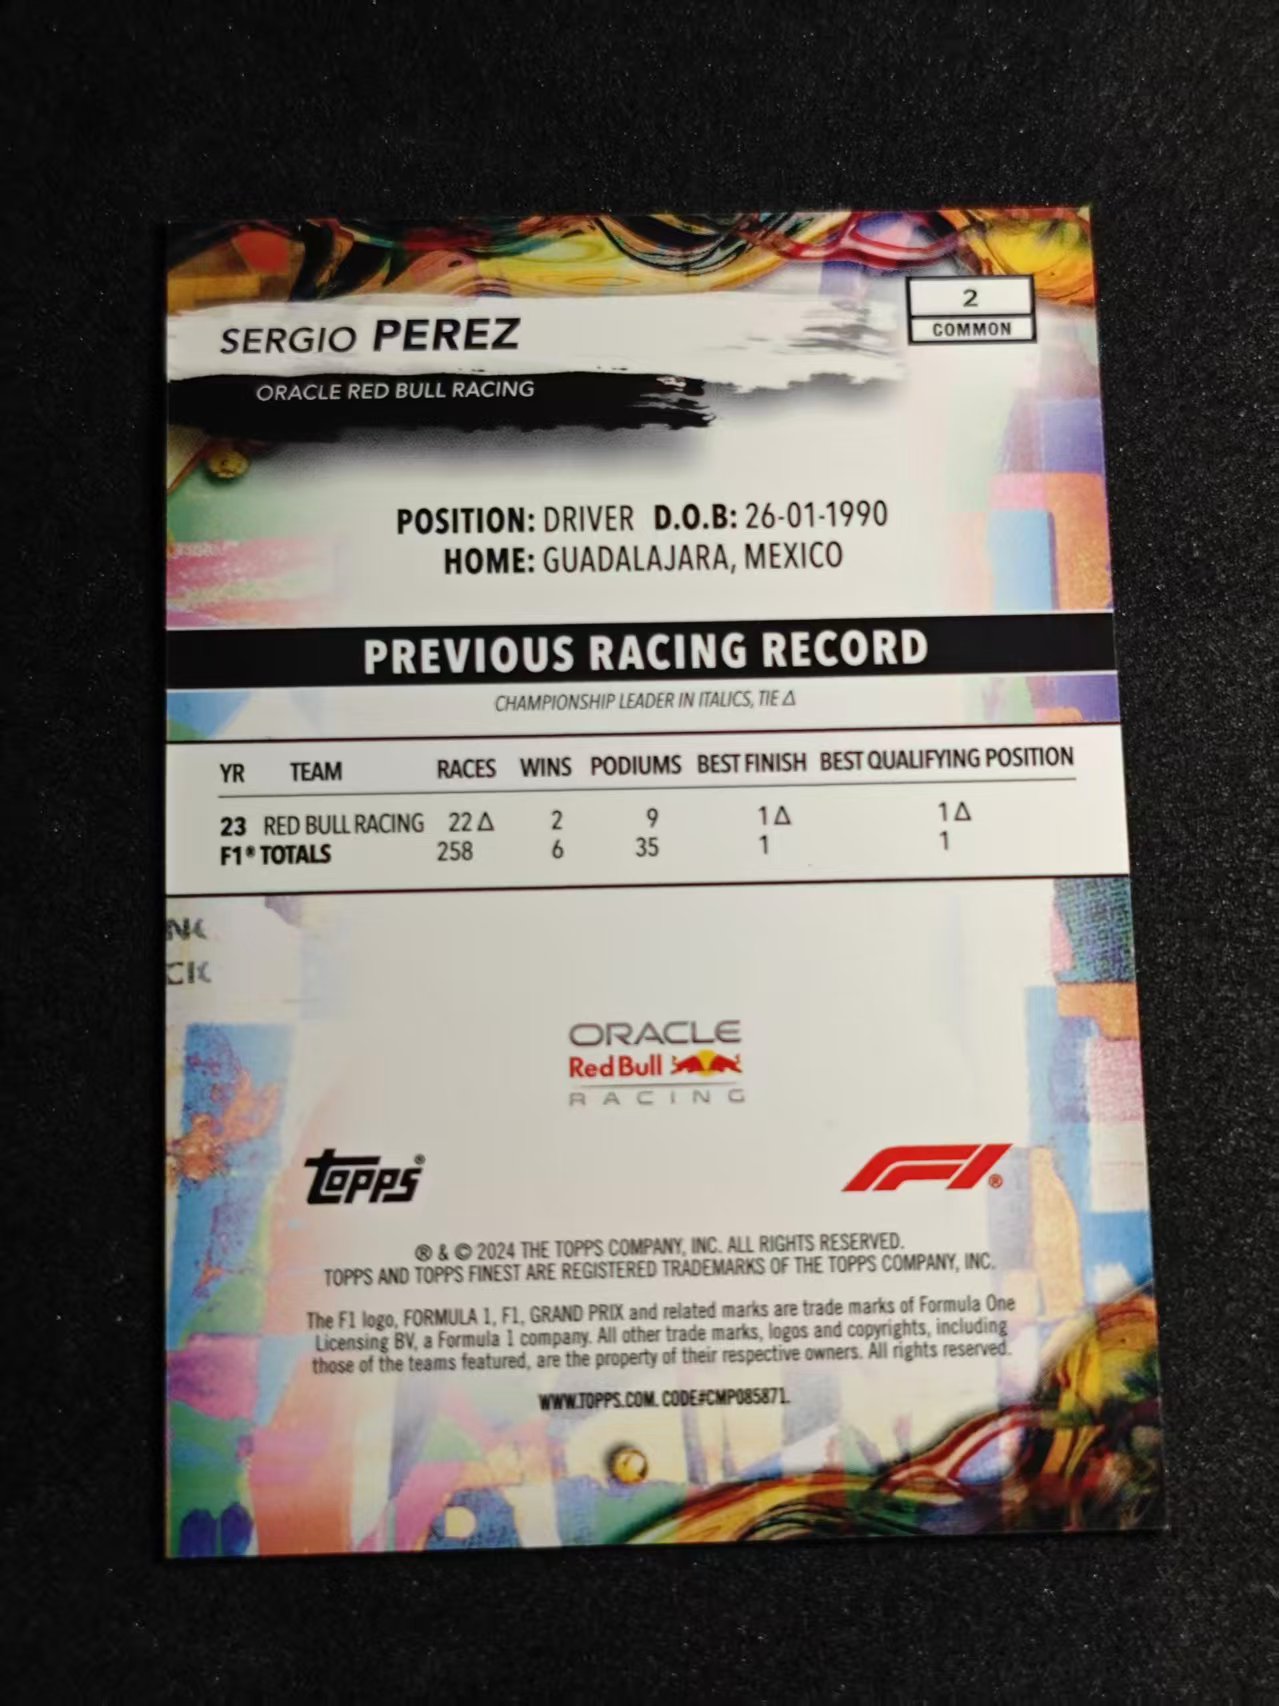 SERGIO PEREZ
2
COMMON
ORACLE RED BULL RACING
POSITION: DRIVER D.O.B: 26-01-1990
HOME: GUADALAJARA, MEXICO
PREVIOUS RACING RECORD
CHAMPIONSHIP LEADER IN ITALICS, TIE Δ
YR TEAM RACES WINS PODIUMS BEST FINISH BEST QUALIFYING POSITION
23 RED BULL RACING 22 Δ 2 9 1 Δ 1 Δ
F1® TOTALS 258 6 35 1 1
ORACLE
Red Bull
RACING
TOPPS®
F1®
® & © 2024 THE TOPPS COMPANY, INC. ALL RIGHTS RESERVED.
TOPPS AND TOPPS FINEST ARE REGISTERED TRADEMARKS OF THE TOPPS COMPANY, INC.
The F1 logo, FORMULA 1, F1, GRAND PRIX and related marks are trade marks of Formula One
Licensing BV, a Formula 1 company. All other trade marks, logos and copyrights, including
those of the teams featured, are the property of their respective owners. All rights reserved.
WWW.TOPPS.COM. CODE#CMP085871.